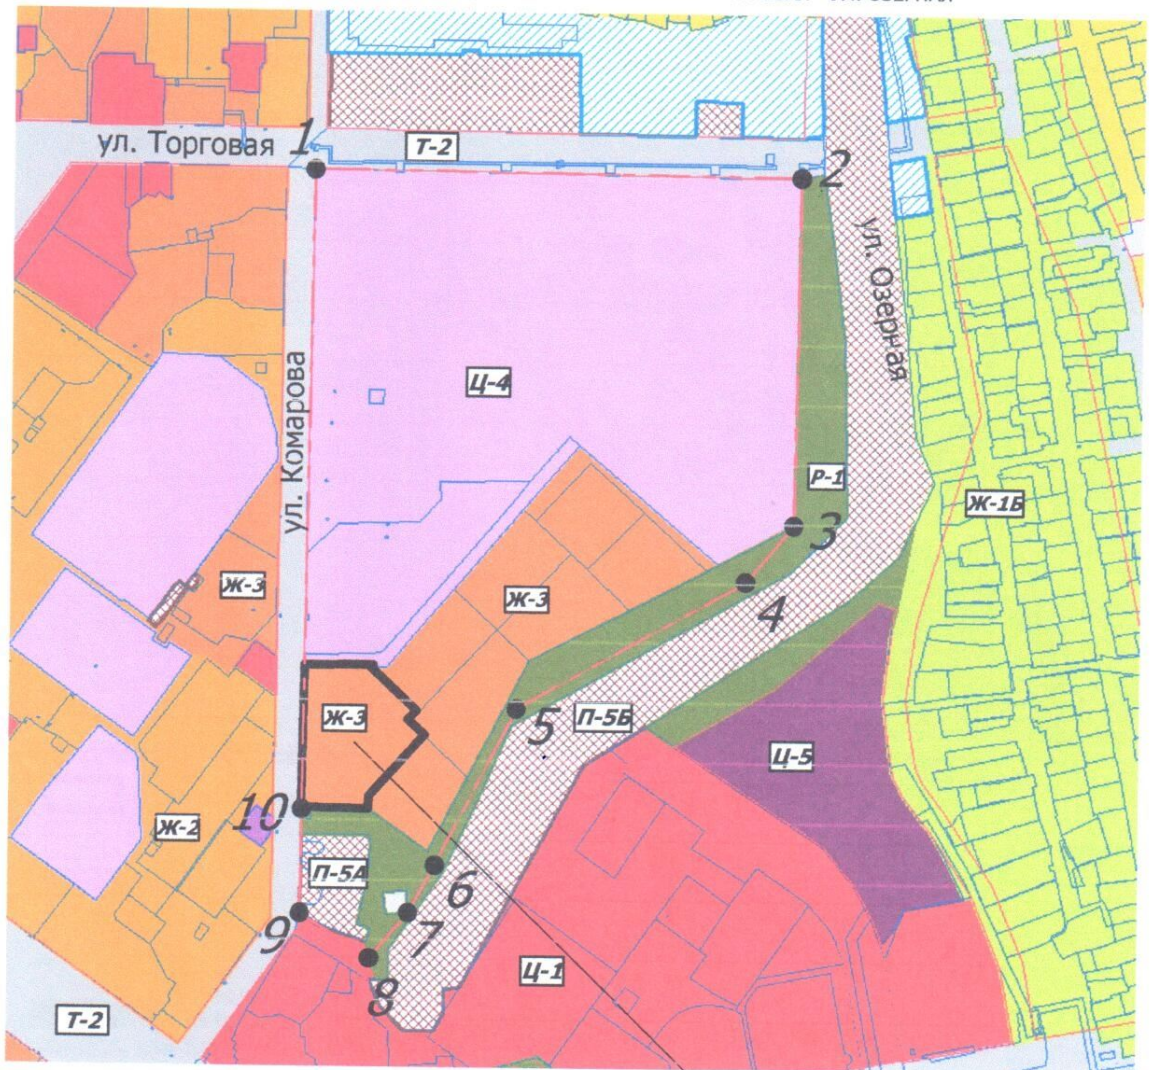 ул. Торговая
1
Т-2
2
ул. Озерная
ул. Комарова
Ц-4
Р-1
Ж-1Б
3
Ж-3
Ж-3
4
Ж-3
5
П-5Б
Ц-5
10
Ж-2
П-5А
6
9
7
Ц-1
8
Т-2